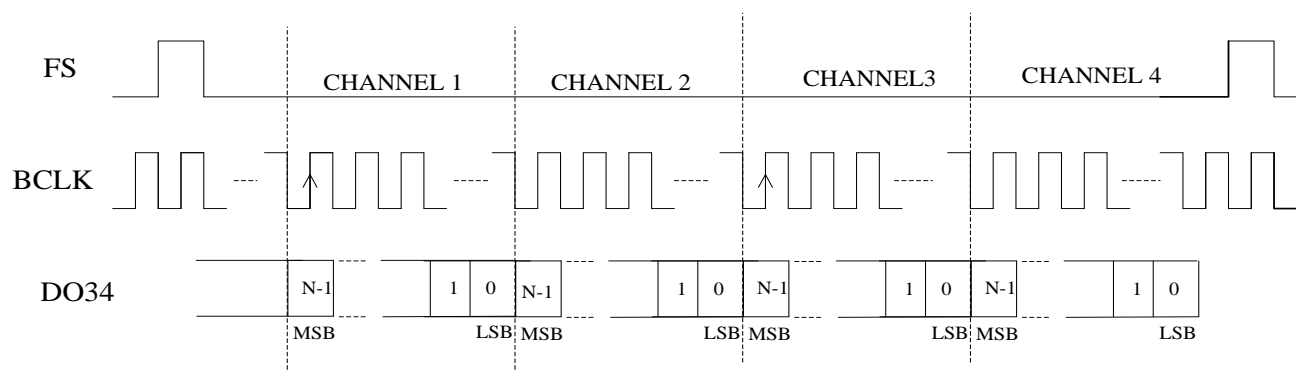 FS
CHANNEL 1 CHANNEL 2 CHANNEL3 CHANNEL 4
BCLK
DO34
N-1 1 0 N-1 1 0 N-1 1 0 N-1 1 0
MSB LSB MSB LSB MSB LSB MSB LSB